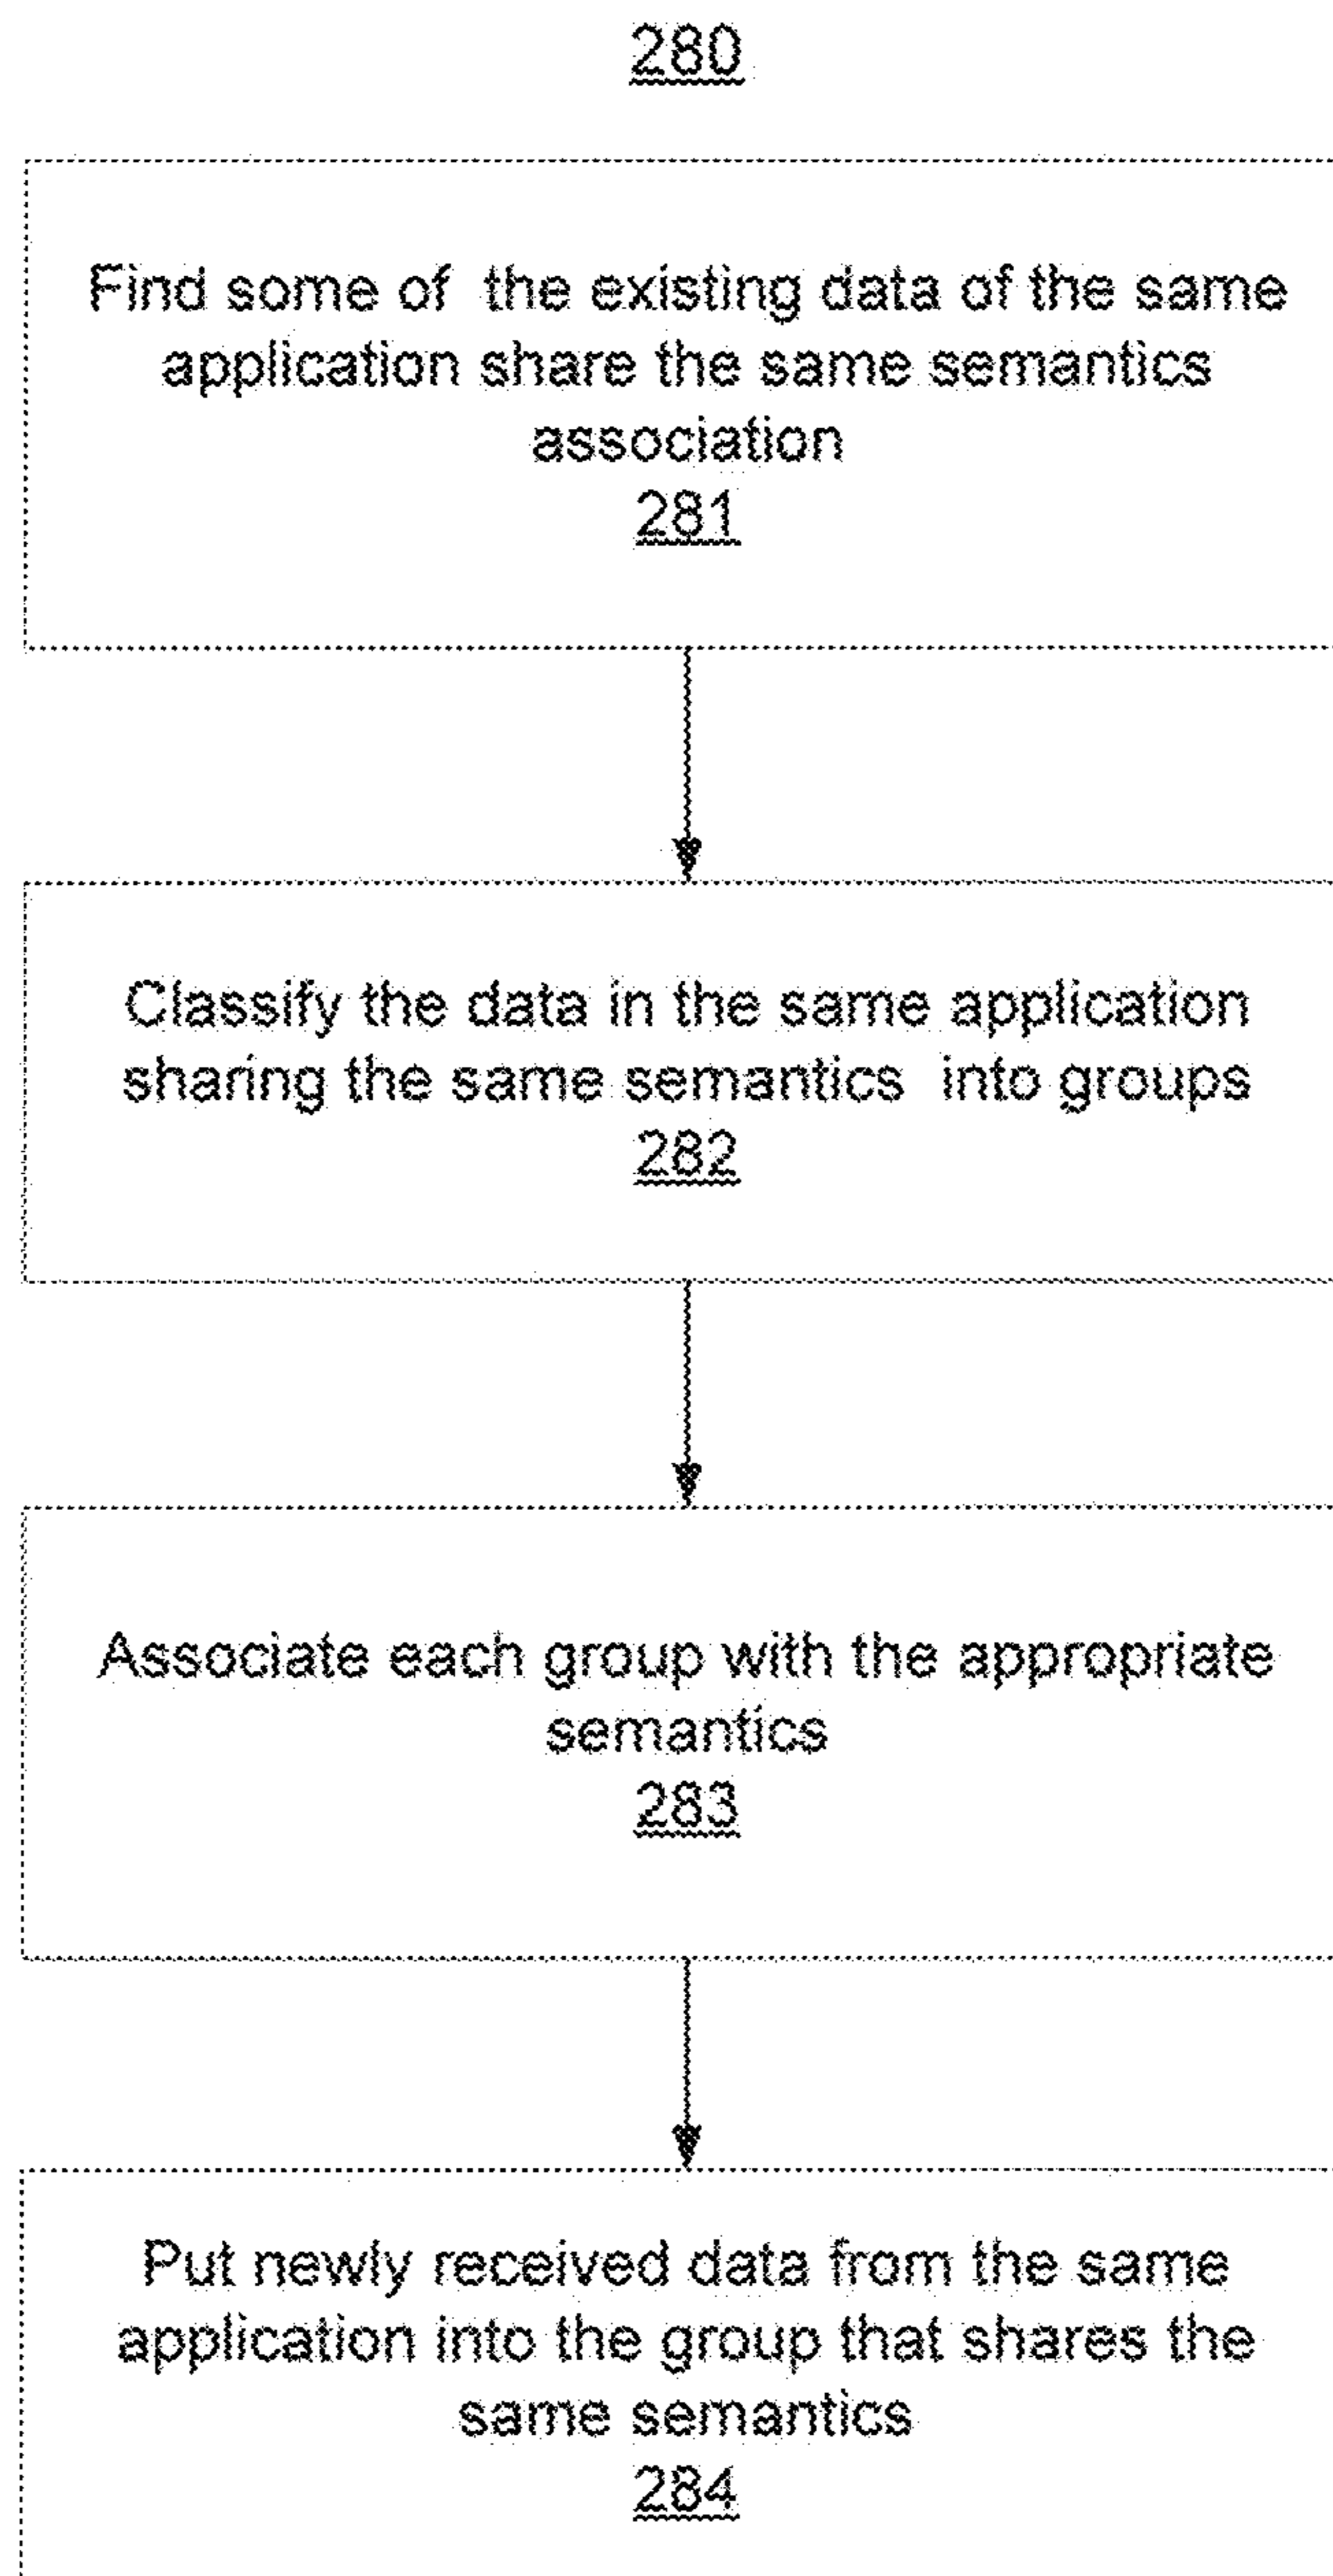 280
Find some of the existing data of the same
application share the same semantics
association
281
Classify the data in the same application
sharing the same semantics into groups
282
Associate each group with the appropriate
semantics
283
Put newly received data from the same
application into the group that shares the
same semantics
284